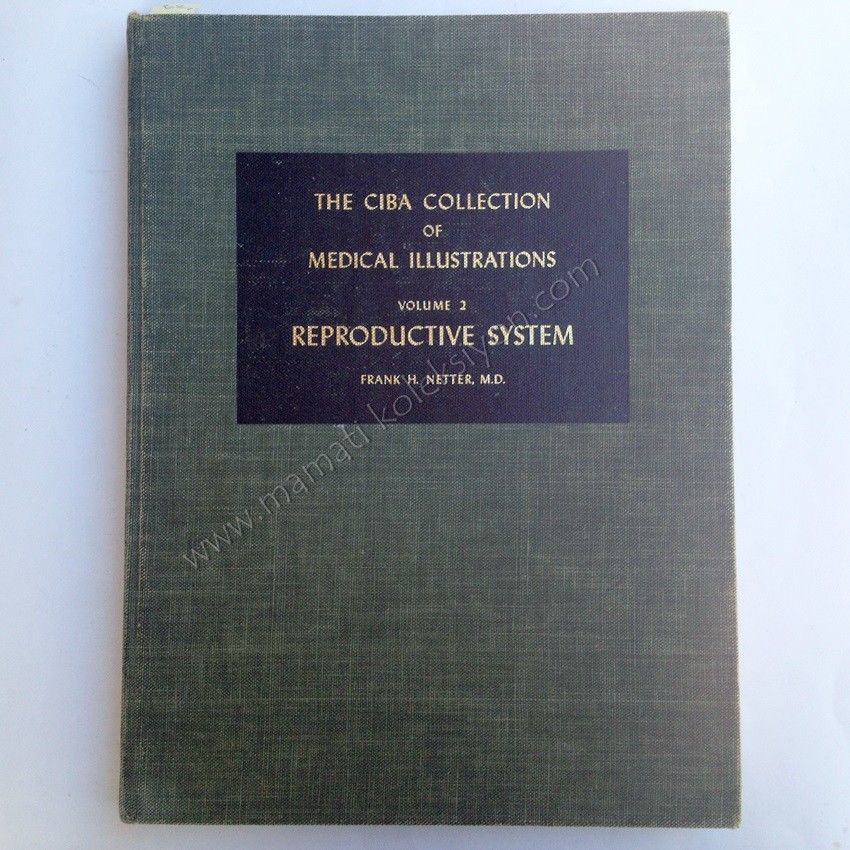 THE CIBA COLLECTION
OF
MEDICAL ILLUSTRATIONS
VOLUME 2
REPRODUCTIVE SYSTEM
FRANK H. NETTER, M.D.
www.mamatikoleksiyon.com